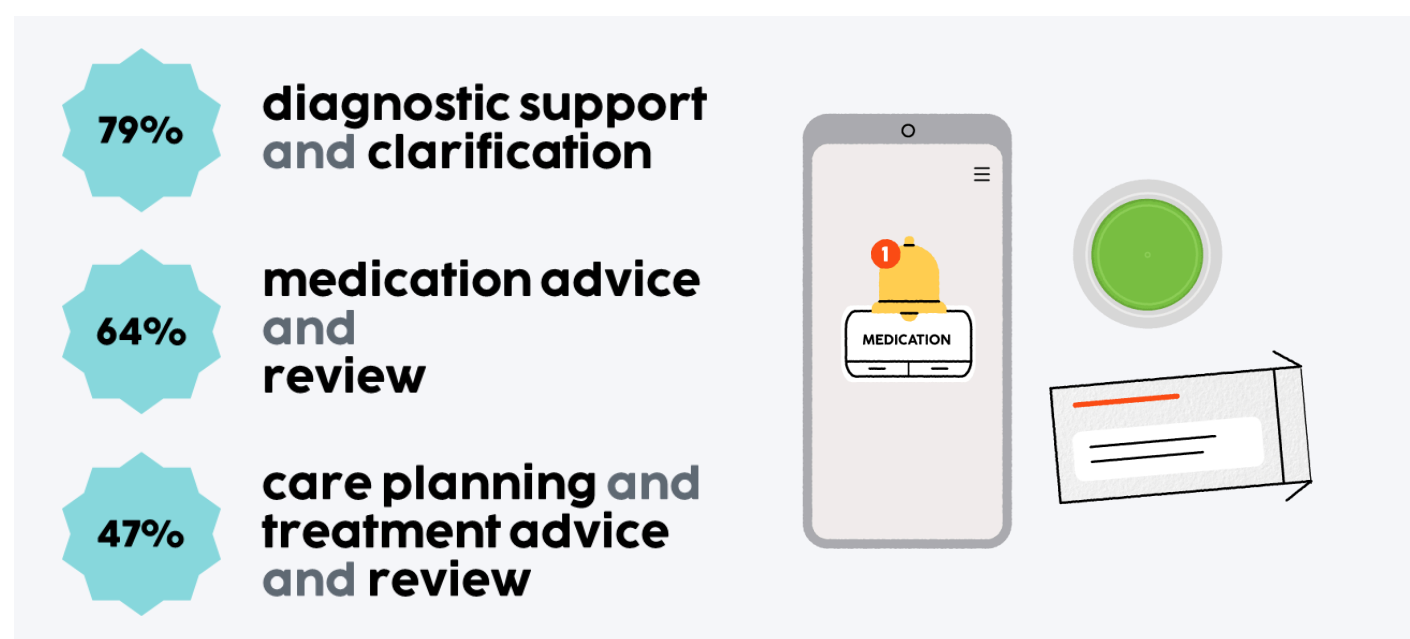 79%
diagnostic support
and clarification
64%
medication advice
and
review
47%
care planning and
treatment advice
and review
1
MEDICATION